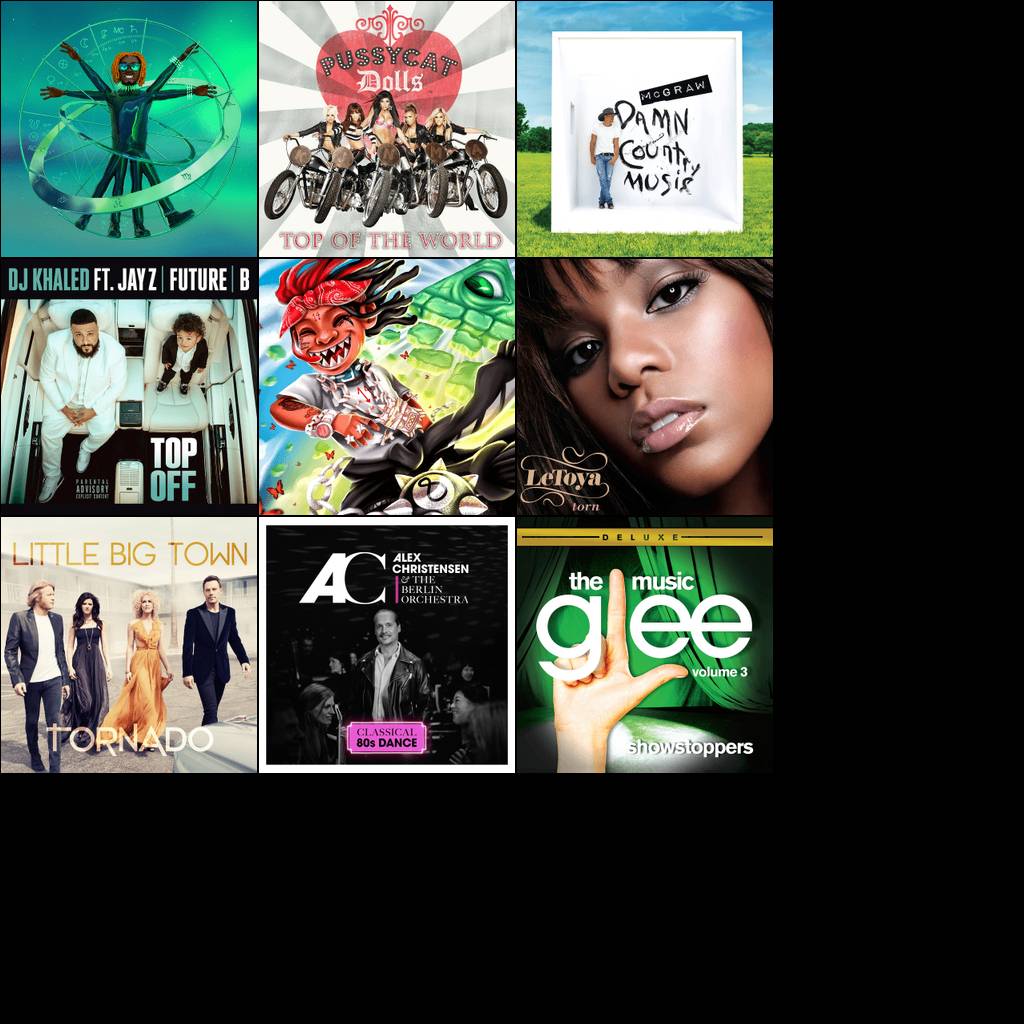 PUSSYCAT
Dolls
TOP OF THE WORLD
McGRAW
DAMN
Country
MUSIC
DJ KHALED FT. JAY Z | FUTURE | B
TOP
OFF
PARENTAL
ADVISORY
EXPLICIT CONTENT
LeToya
torn
LITTLE BIG TOWN
TORNADO
AC
ALEX
CHRISTENSEN
& THE
BERLIN
ORCHESTRA
CLASSICAL
80s DANCE
DELUXE
the music
glee
volume 3
showstoppers